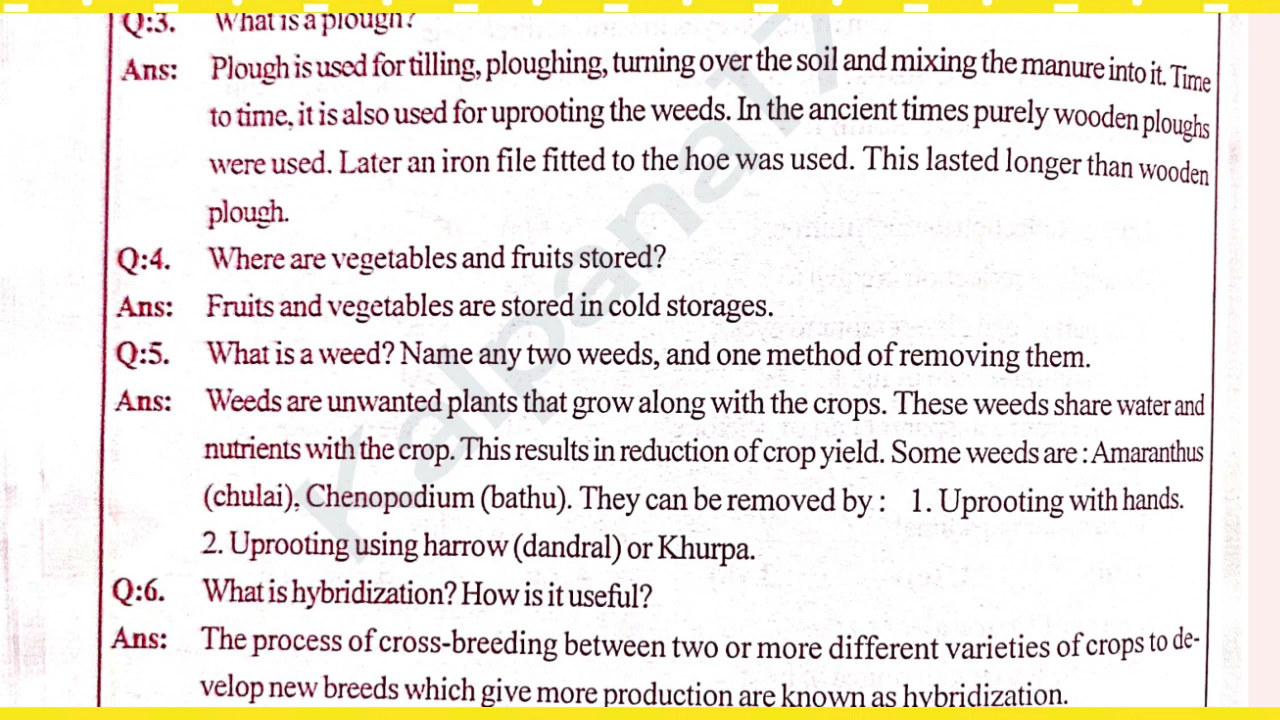 Q:3. What is a plough?
Ans: Plough is used for tilling, ploughing, turning over the soil and mixing the manure into it. Time
to time, it is also used for uprooting the weeds. In the ancient times purely wooden ploughs
were used. Later an iron file fitted to the hoe was used. This lasted longer than wooden
plough.
Q:4. Where are vegetables and fruits stored?
Ans: Fruits and vegetables are stored in cold storages.
Q:5. What is a weed? Name any two weeds, and one method of removing them.
Ans: Weeds are unwanted plants that grow along with the crops. These weeds share water and
nutrients with the crop. This results in reduction of crop yield. Some weeds are : Amaranthus
(chulai), Chenopodium (bathu). They can be removed by : 1. Uprooting with hands.
2. Uprooting using harrow (dandral) or Khurpa.
Q:6. What is hybridization? How is it useful?
Ans: The process of cross-breeding between two or more different varieties of crops to de-
velop new breeds which give more production are known as hybridization.
Kalpana17